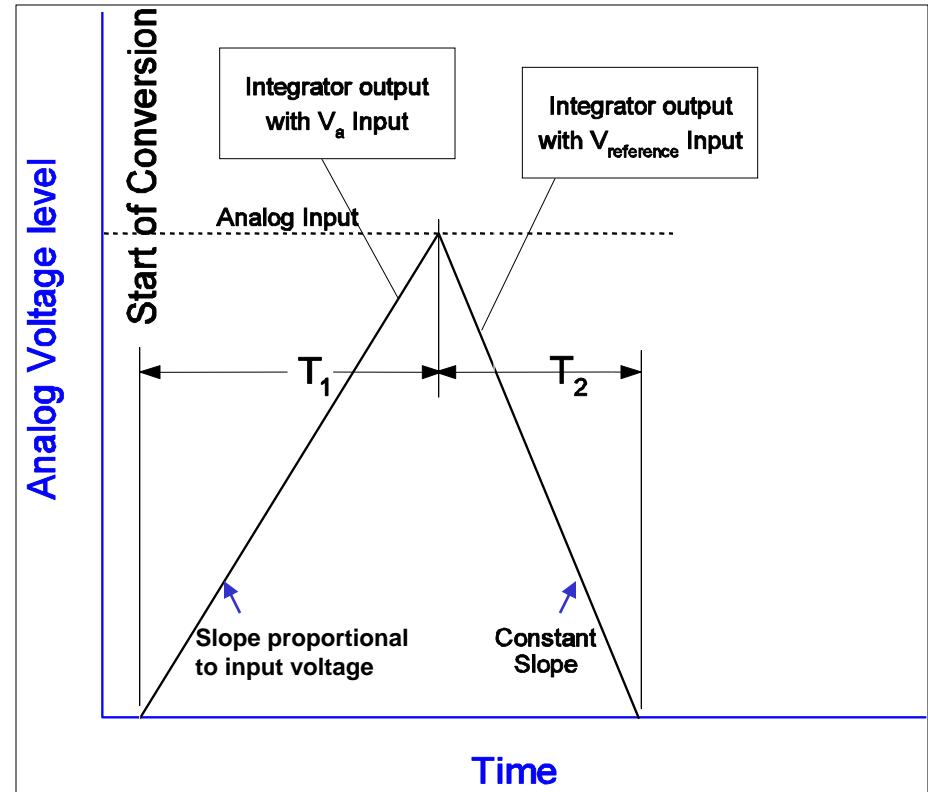 Start of Conversion
Analog Voltage level
Integrator output
with Va Input
Integrator output
with Vreference Input
Analog Input
T1
T2
Slope proportional
to input voltage
Constant
Slope
Time